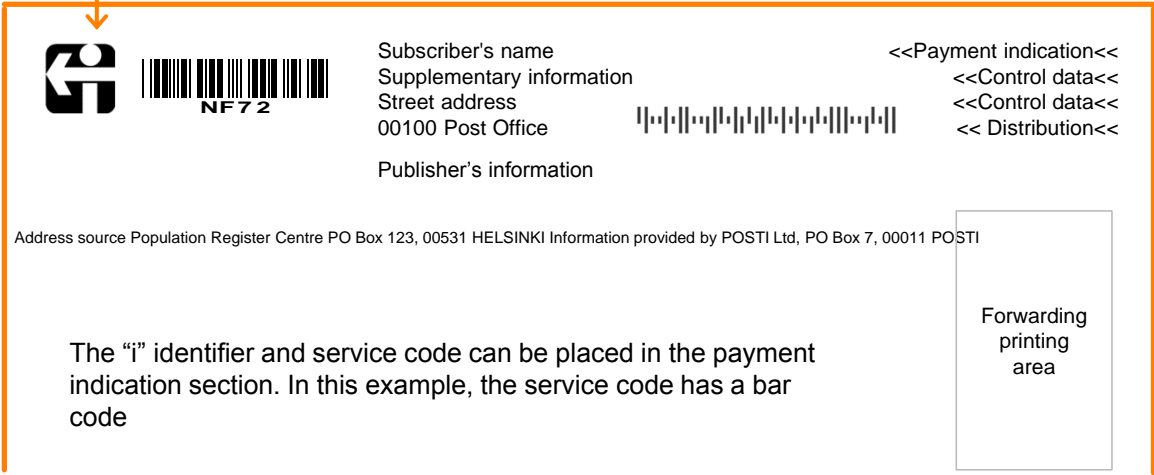 NF72
Subscriber's name <<Payment indication<<
Supplementary information <<Control data<<
Street address <<Control data<<
00100 Post Office << Distribution<<
Publisher’s information
Address source Population Register Centre PO Box 123, 00531 HELSINKI Information provided by POSTI Ltd, PO Box 7, 00011 POSTI
Forwarding
printing
area
The “i” identifier and service code can be placed in the payment
indication section. In this example, the service code has a bar
code